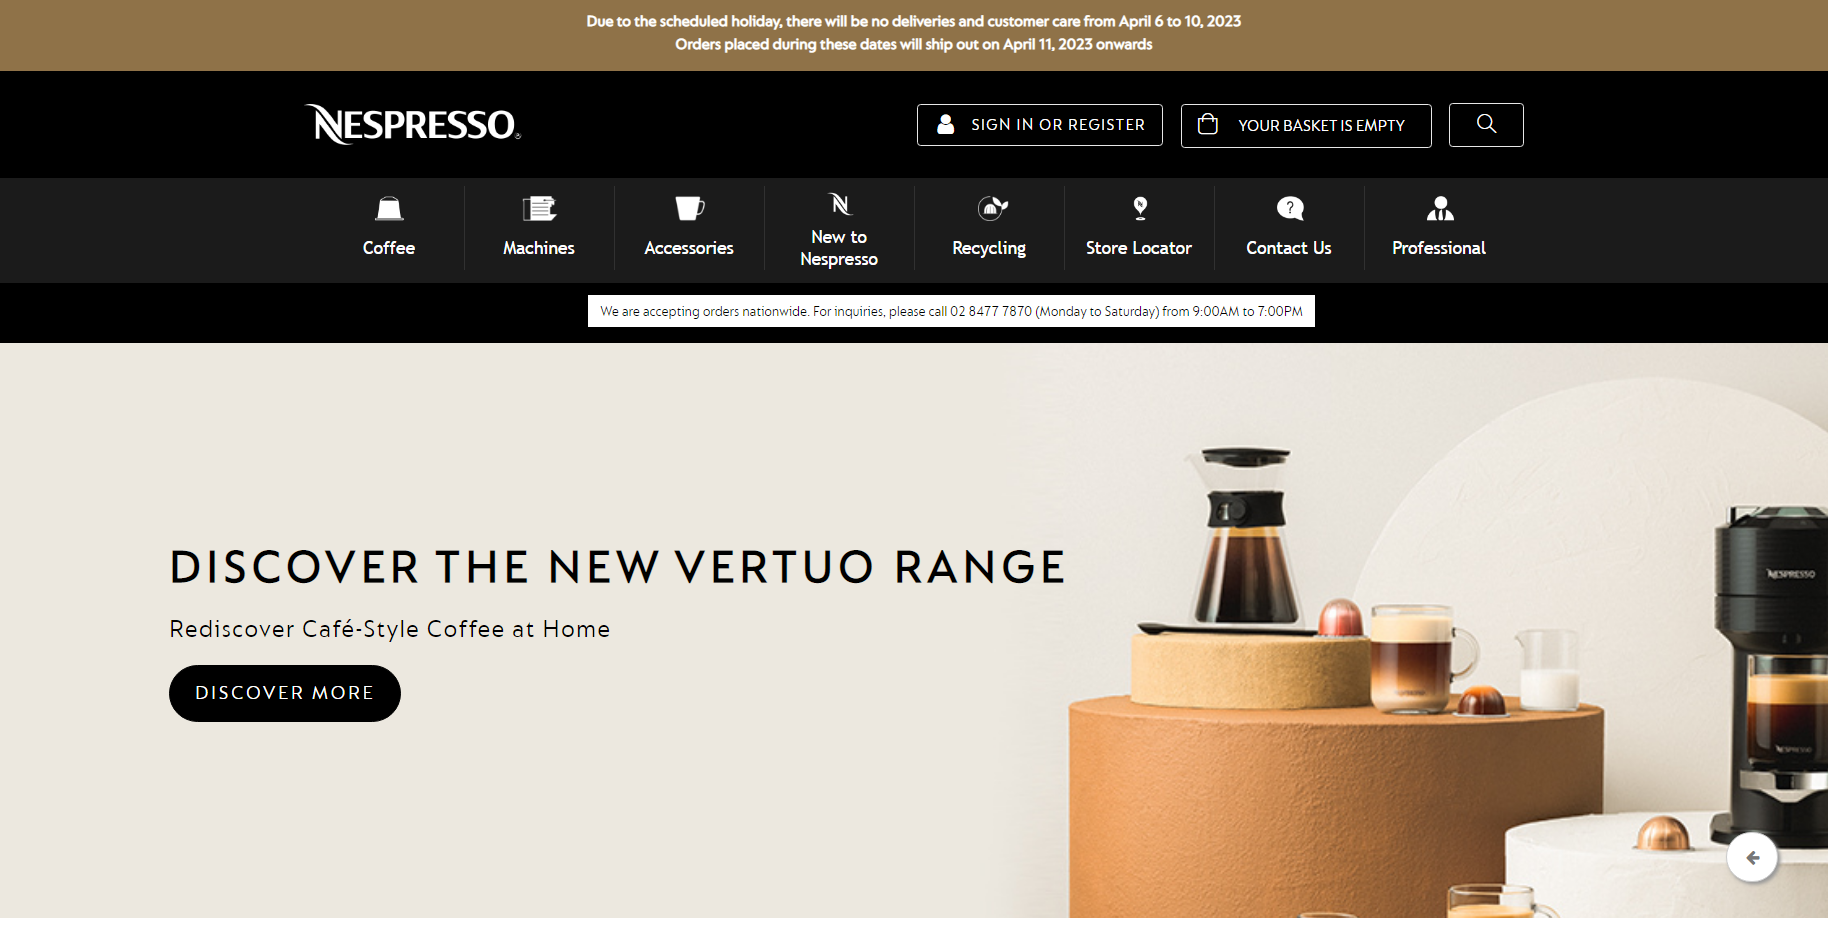 Due to the scheduled holiday, there will be no deliveries and customer care from April 6 to 10, 2023
Orders placed during these dates will ship out on April 11, 2023 onwards
NESPRESSO®
SIGN IN OR REGISTER
YOUR BASKET IS EMPTY
Coffee
Machines
Accessories
New to
Nespresso
Recycling
Store Locator
Contact Us
Professional
We are accepting orders nationwide. For inquiries, please call 02 8477 7870 (Monday to Saturday) from 9:00AM to 7:00PM
DISCOVER THE NEW VERTUO RANGE
Rediscover Café-Style Coffee at Home
DISCOVER MORE
NESPRESSO
NESPRESSO
NESPRESSO